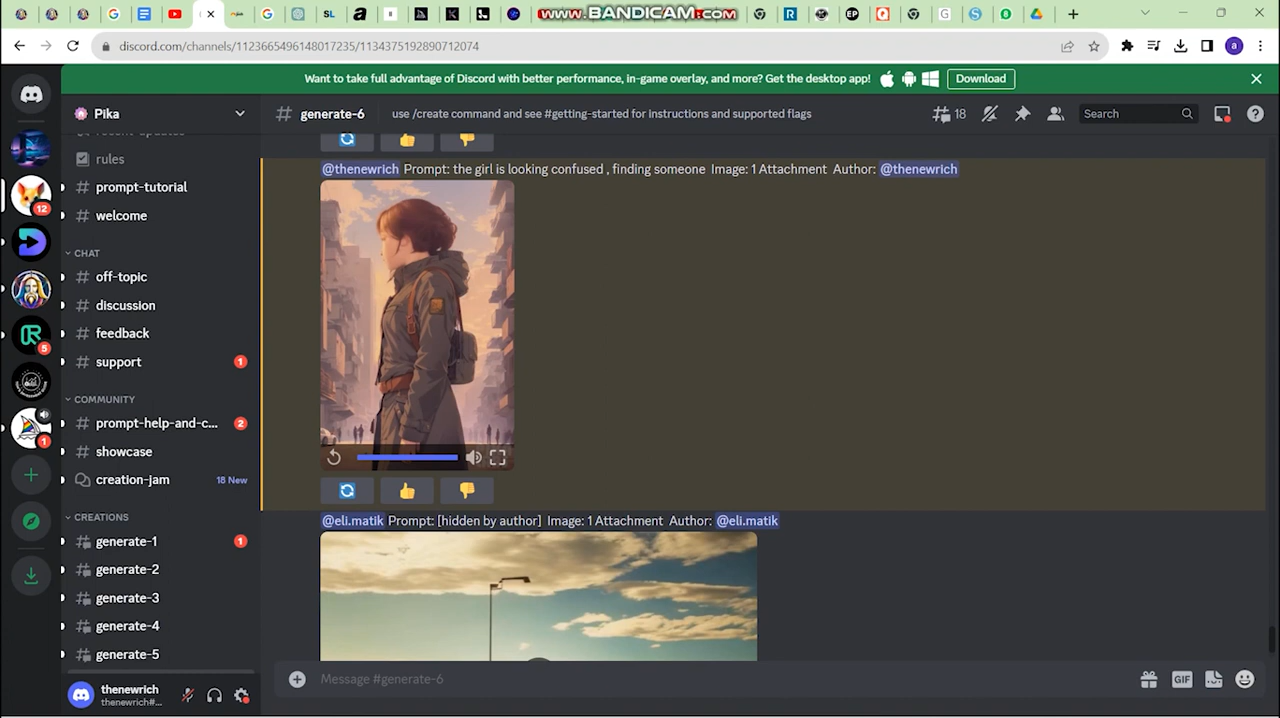 www.BANDICAM.com
SL
EP
discord.com/channels/1123665496148017235/1134375192890712074
a
Want to take full advantage of Discord with better performance, in-game overlay, and more? Get the desktop app!
Download
Pika
generate-6
use /create command and see #getting-started for instructions and supported flags
18
Search
rules
prompt-tutorial
welcome
CHAT
off-topic
discussion
feedback
support 1
COMMUNITY
prompt-help-and-c... 2
showcase
creation-jam 18 New
CREATIONS
generate-1 1
generate-2
generate-3
generate-4
generate-5
12
5
1
thenewrich
thenewrich#...
@thenewrich Prompt: the girl is looking confused , finding someone Image: 1 Attachment Author: @thenewrich
@eli.matik Prompt: [hidden by author] Image: 1 Attachment Author: @eli.matik
Message #generate-6
GIF